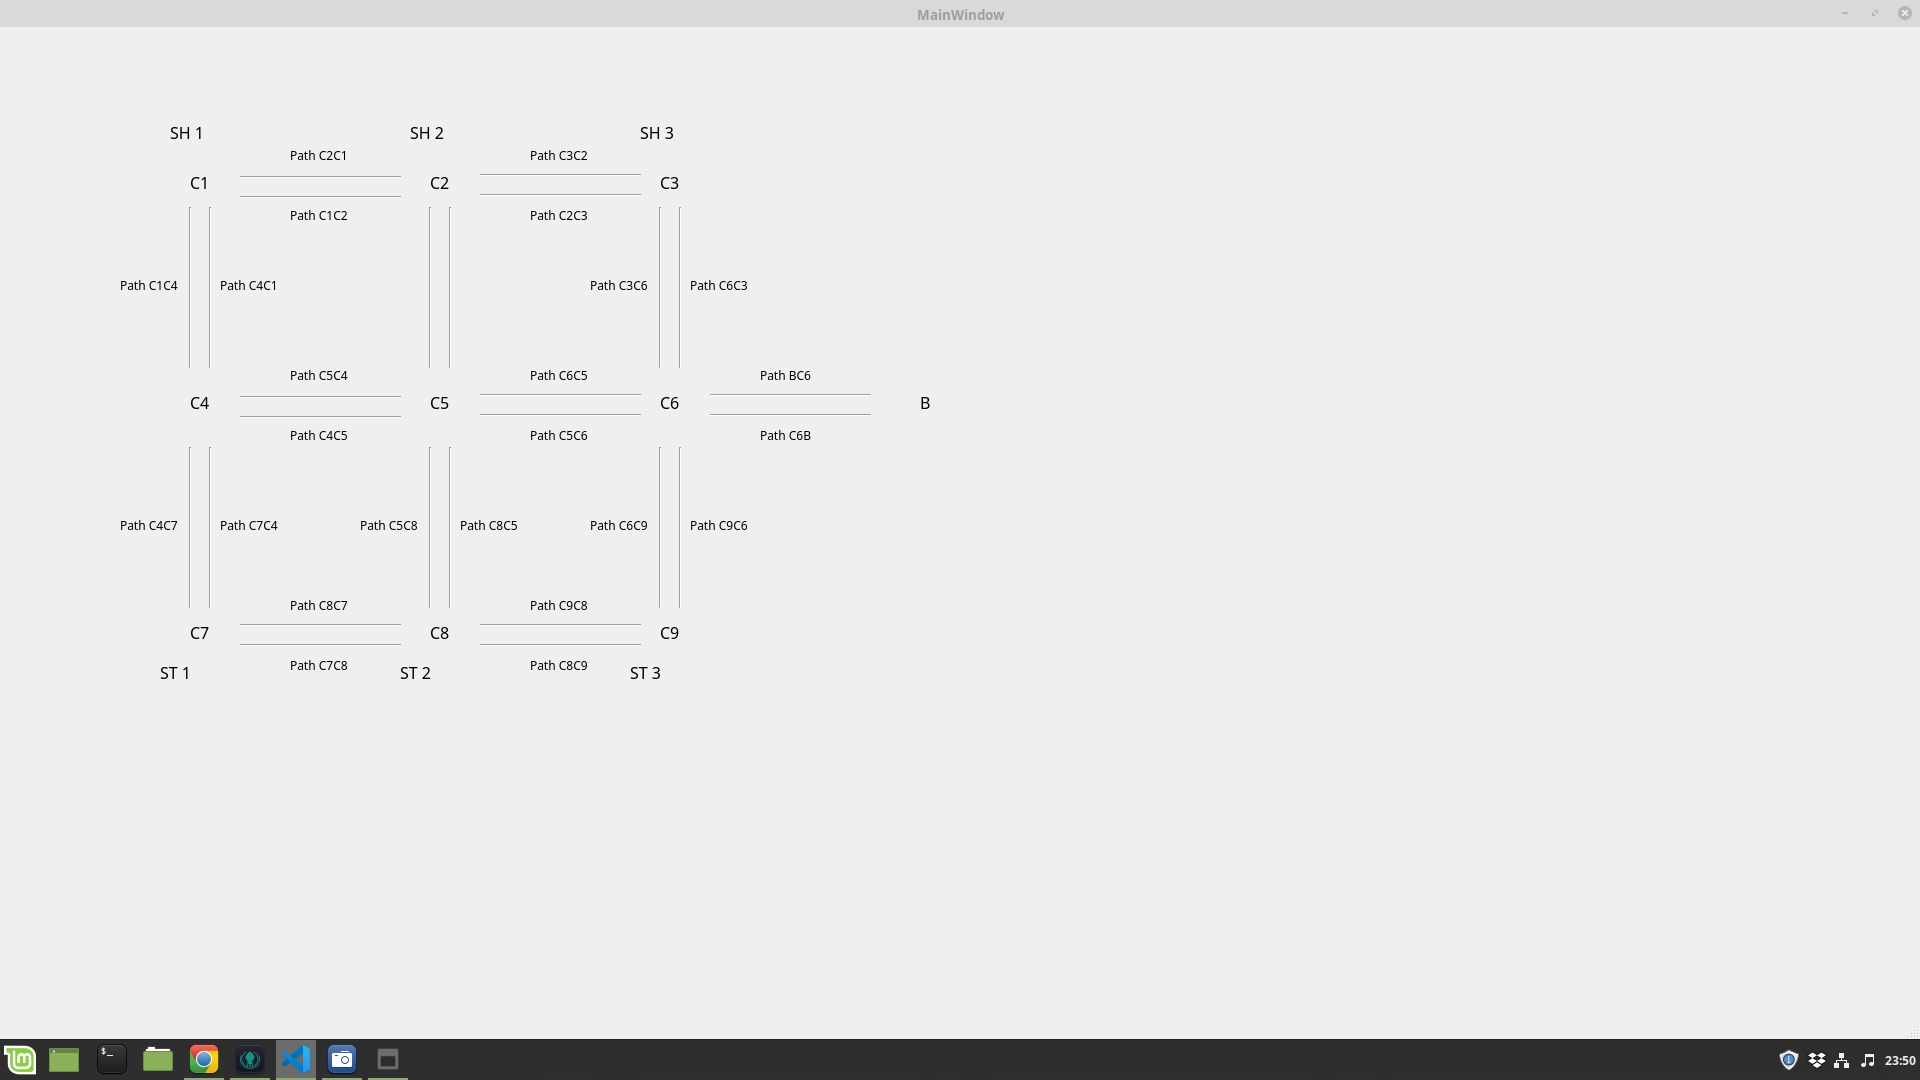 MainWindow
SH 1
SH 2
SH 3
Path C2C1
Path C3C2
C1
C2
C3
Path C1C2
Path C2C3
Path C1C4
Path C4C1
Path C3C6
Path C6C3
Path C5C4
Path C6C5
Path BC6
C4
C5
C6
B
Path C4C5
Path C5C6
Path C6B
Path C4C7
Path C7C4
Path C5C8
Path C8C5
Path C6C9
Path C9C6
Path C8C7
Path C9C8
C7
C8
C9
Path C7C8
Path C8C9
ST 1
ST 2
ST 3
$_
23:50